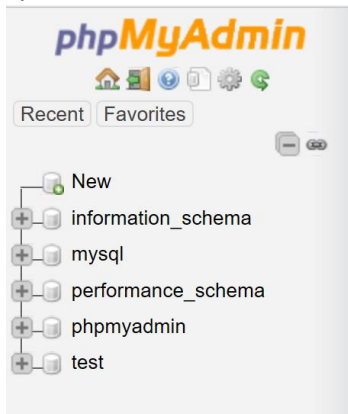 phpMyAdmin
Recent Favorites
New
information_schema
mysql
performance_schema
phpmyadmin
test